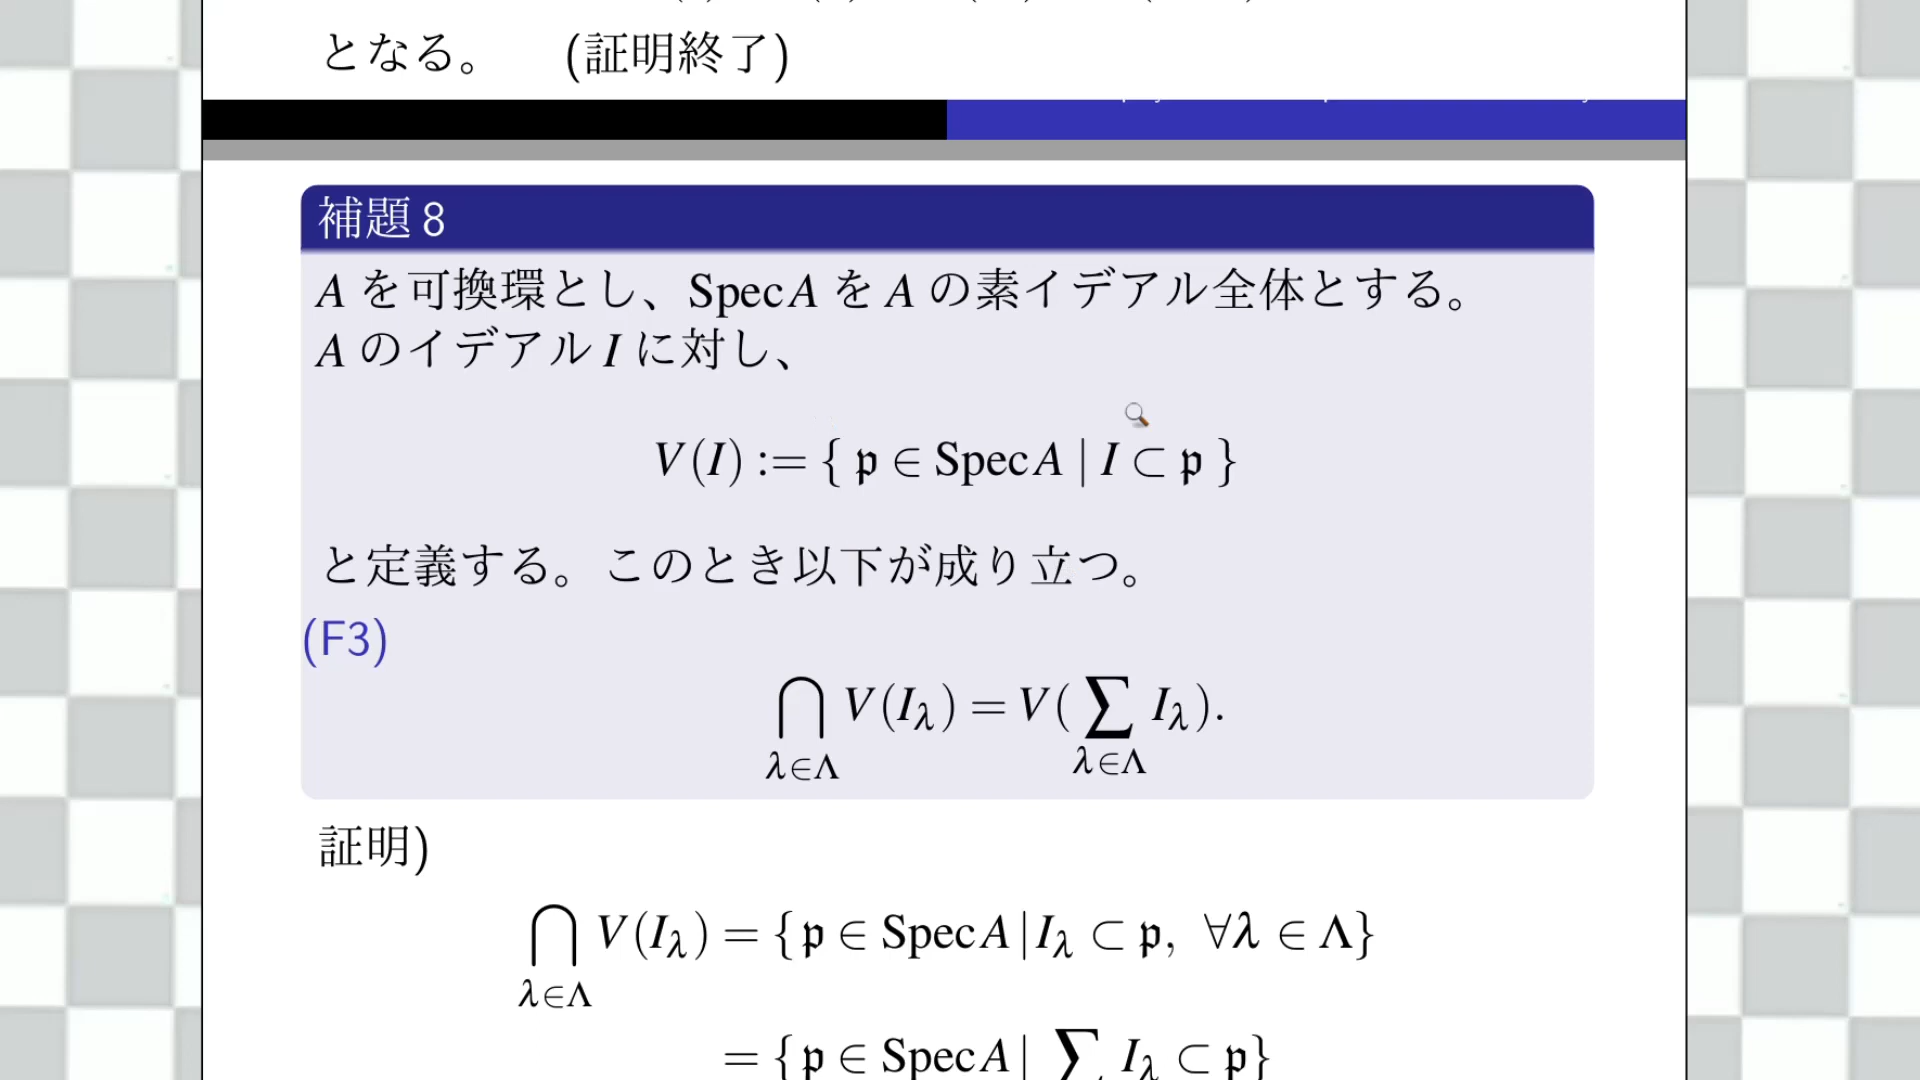 となる。 (証明終了)
補題 8
A を可換環とし、Spec A を A の素イデアル全体とする。
A のイデアル I に対し、
V(I) := { 𝔭 ∈ Spec A | I ⊂ 𝔭 }
と定義する。このとき以下が成り立つ。
(F3)
⋂_{λ∈Λ} V(I_λ) = V(∑_{λ∈Λ} I_λ).
証明)
⋂_{λ∈Λ} V(I_λ) = {𝔭 ∈ Spec A | I_λ ⊂ 𝔭, ∀λ ∈ Λ}
= {𝔭 ∈ Spec A | ∑ I_λ ⊂ 𝔭}